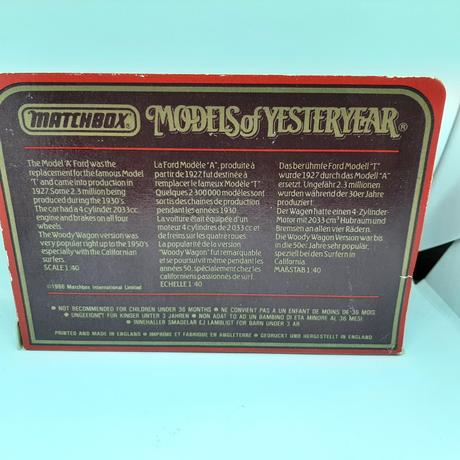 MATCHBOX MODELS of YESTERYEAR®
The Model 'A' Ford was the
replacement for the famous Model
'T' and came into production in
1927. Some 2.3 million being
produced during the 1930's.
The car had a 4 cylinder 2033 cc.
engine and brakes on all four
wheels.
The Woody Wagon version was
very popular right up to the 1950's
especially with the Californian
surfers.
SCALE 1:40
La Ford Modèle "A", produite à
partir de 1927 fut destinée à
remplacer le fameux Modèle "T".
Quelques 2 300 000 modèles sont
sortis des chaines de production
pendant les années 1930.
La voiture était équipée d'un
moteur 4 cylindres de 2 033 cc et
de freins sur les quatre roues.
La popularité de la version
"Woody Wagon" fut remarquable
et se poursuivit même pendant les
années 50, spécialement chez les
californiens passionnés de surf.
ECHELLE 1:40
Das berühmte Ford Modell "T"
wurde 1927 durch das Modell "A"
ersetzt. Ungefähr 2.3 millionen
wurden während der 30er Jahre
produziert.
Der Wagen hatte einen 4-Zylinder-
Motor mit 2033 cm³ Hubraum und
Bremsen an allen vier Rädern.
Die Woody Wagon Version war bis
in die 50er Jahre sehr populär,
speziell bei den Surfern in
California.
MAßSTAB 1:40
©1986 Matchbox International Limited
● NOT RECOMMENDED FOR CHILDREN UNDER 36 MONTHS ● NE CONVIENT PAS A UN ENFANT DE MOINS DE 36 MOIS
● UNGEEIGNET FÜR KINDER UNTER 3 JAHREN ● NON ADATTO AD UN BAMBINO DI ETA MINORE AI 36 MESI
● INNEHALLER SMADELAR EJ LAMPLIGT FOR BARN UNDER 3 AR
PRINTED AND MADE IN ENGLAND ● IMPRIMÉ ET FABRIQUE EN ANGLETERRE ● GEDRUCKT UND HERGESTELLT IN ENGLAND